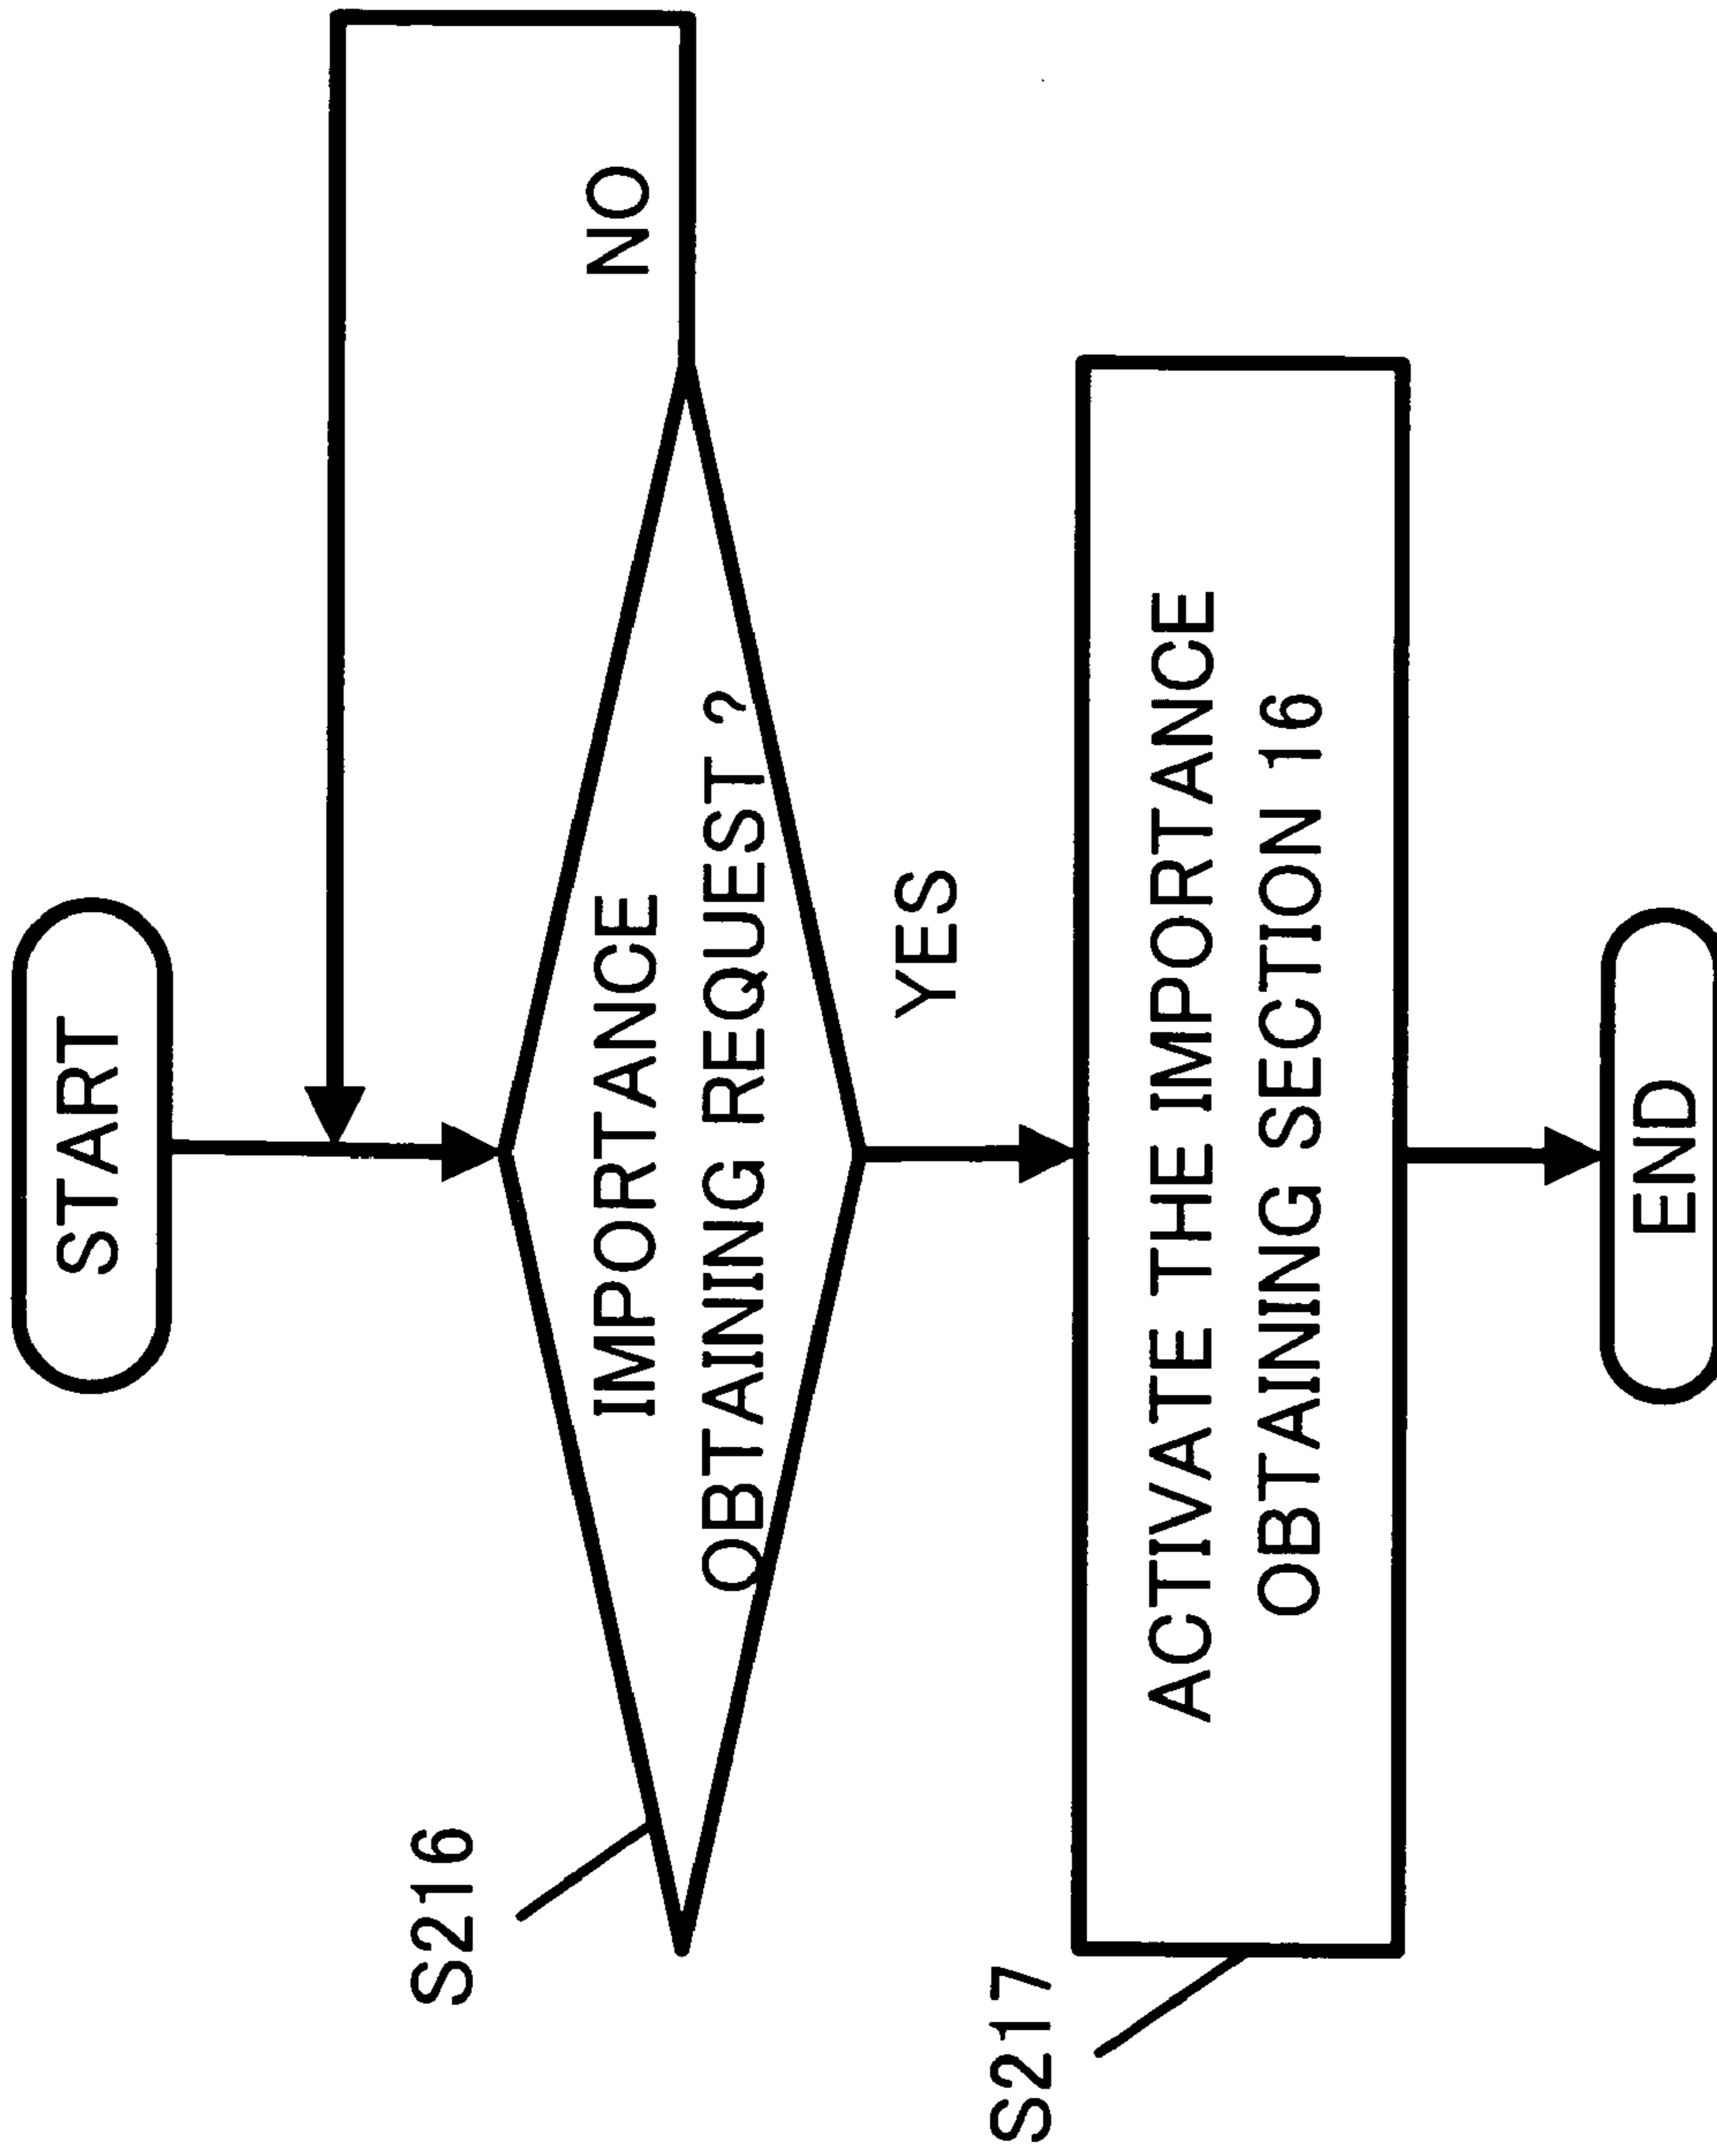 START
S216
IMPORTANCE
OBTAINING REQUEST ?
NO
YES
S217
ACTIVATE THE IMPORTANCE
OBTAINING SECTION 16
END